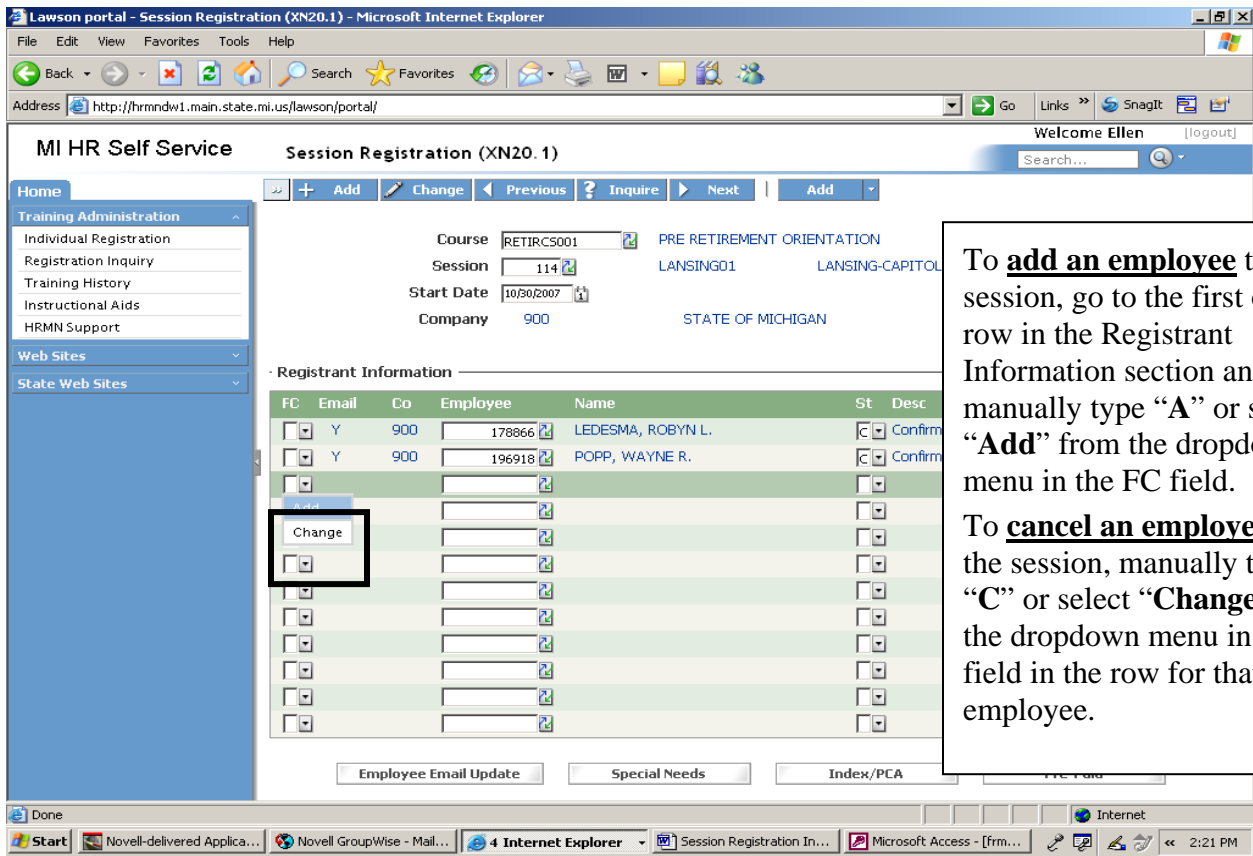 Lawson portal - Session Registration (XN20.1) - Microsoft Internet Explorer
File Edit View Favorites Tools Help
Back Search Favorites
Address http://hrmndw1.main.state.mi.us/lawson/portal/ Go Links » SnagIt
MI HR Self Service
Session Registration (XN20.1)
Welcome Ellen [logout]
Search...
Home
» + Add Change Previous ? Inquire Next | Add
Training Administration
Individual Registration
Registration Inquiry
Training History
Instructional Aids
HRMN Support
Web Sites
State Web Sites
Course RETIRCS001 PRE RETIREMENT ORIENTATION
Session 114 LANSING01 LANSING-CAPITOL
Start Date 10/30/2007
Company 900 STATE OF MICHIGAN
Registrant Information
FC Email Co Employee Name St Desc
Y 900 178866 LEDESMA, ROBYN L. C Confirm
Y 900 196918 POPP, WAYNE R. C Confirm
Add
Change
Employee Email Update Special Needs Index/PCA
To add an employee t
session, go to the first
row in the Registrant
Information section an
manually type “A” or s
“Add” from the dropd
menu in the FC field.
To cancel an employe
the session, manually t
“C” or select “Change
the dropdown menu in
field in the row for tha
employee.
Done Internet
Start Novell-delivered Applica... Novell GroupWise - Mail... 4 Internet Explorer Session Registration In... Microsoft Access - [frm... « 2:21 PM